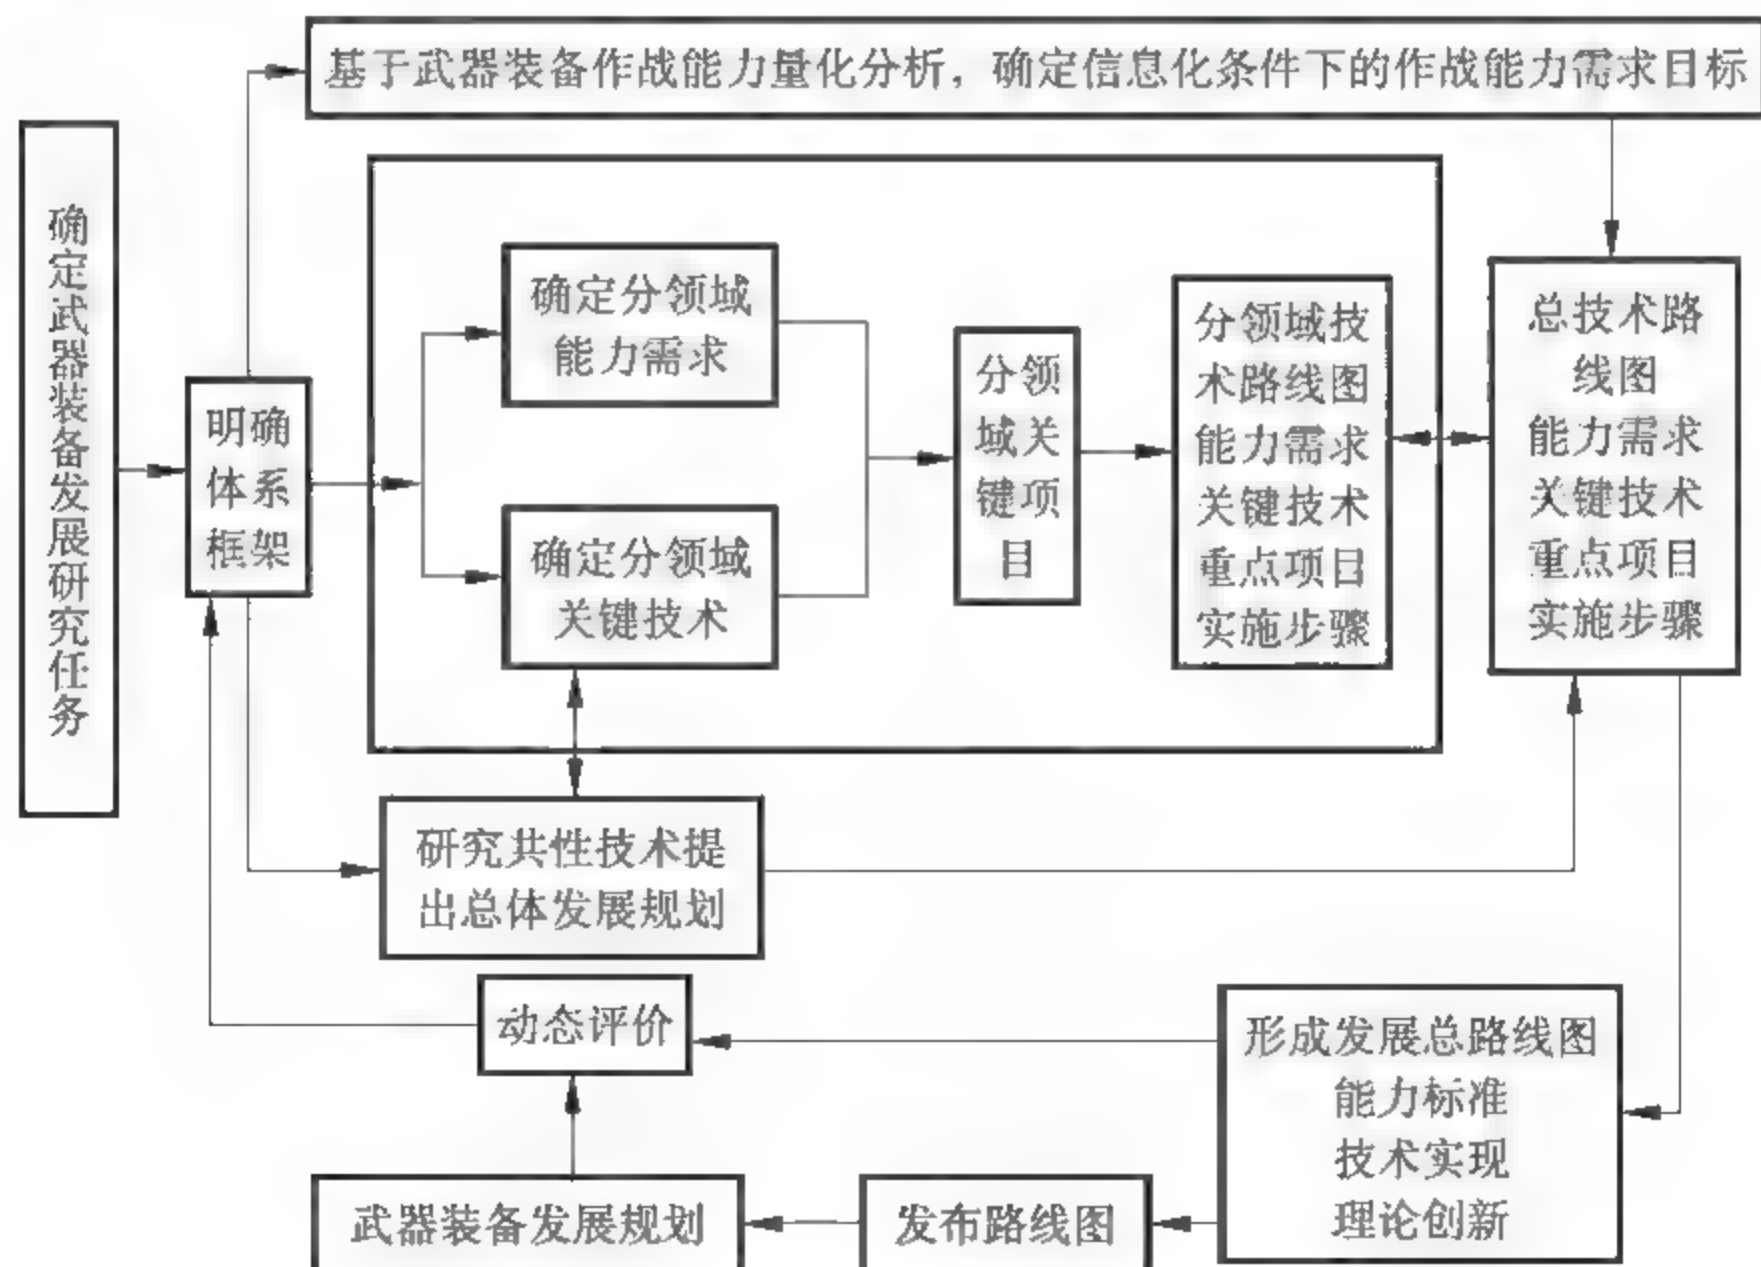 基于武器装备作战能力量化分析，确定信息化条件下的作战能力需求目标
确定武器装备发展研究任务
明确
体系
框架
确定分领域
能力需求
确定分领域
关键技术
分领
域关
键项
目
分领域技
术路线图
能力需求
关键技术
重点项目
实施步骤
总技术路
线图
能力需求
关键技术
重点项目
实施步骤
研究共性技术提
出总体发展规划
动态评价
形成发展总路线图
能力标准
技术实现
理论创新
发布路线图
武器装备发展规划